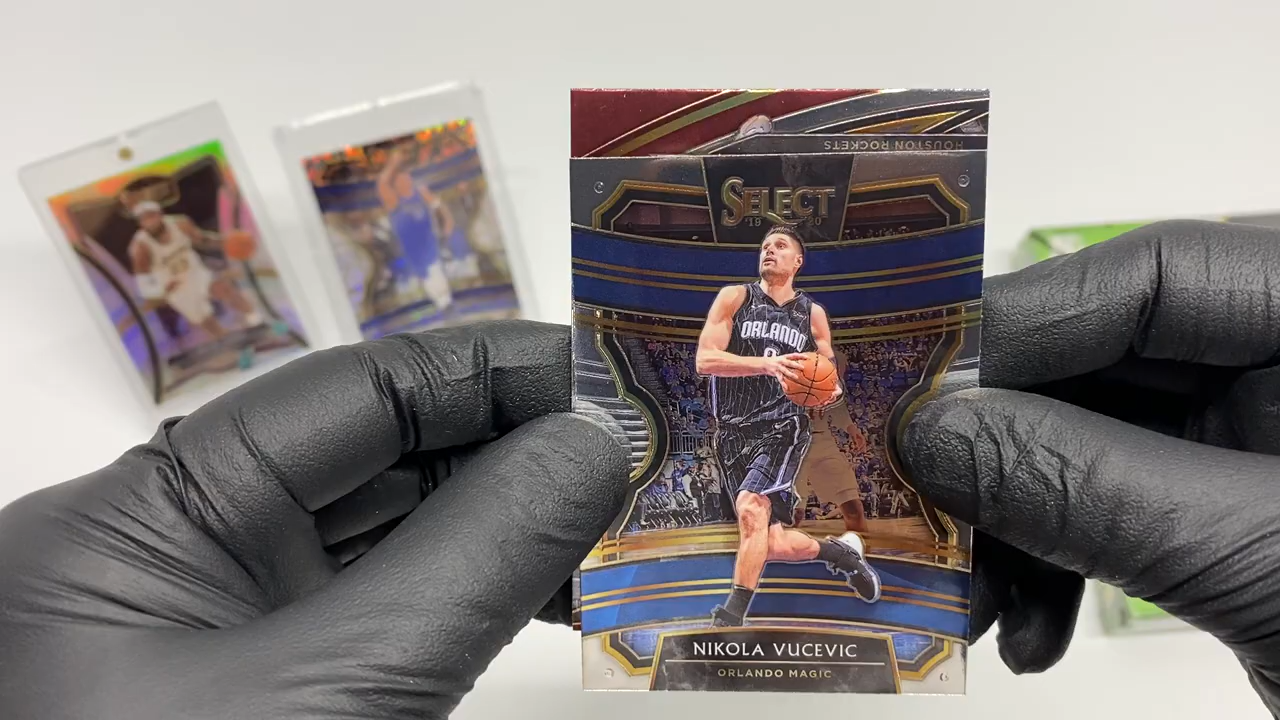 HOUSTON ROCKETS
SELECT
ORLANDO
NIKOLA VUCEVIC
ORLANDO MAGIC